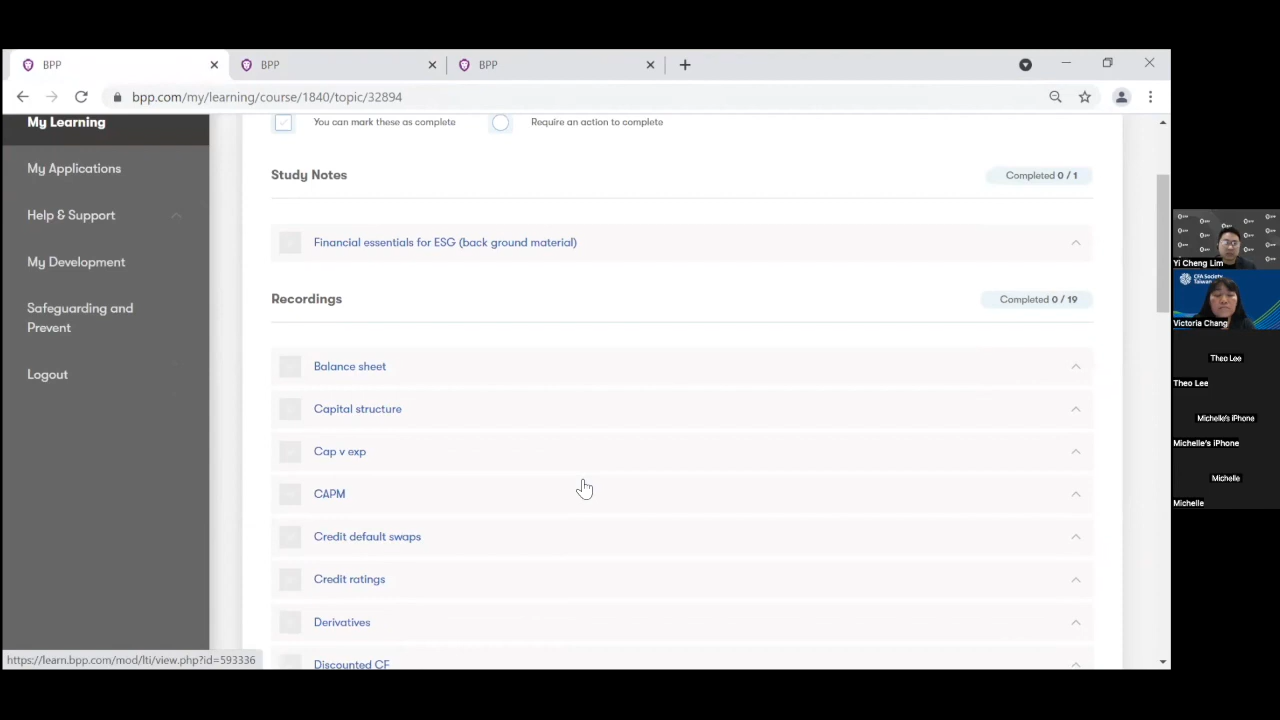 BPP
BPP
BPP
bpp.com/my/learning/course/1840/topic/32894
My Learning
My Applications
Help & Support
My Development
Safeguarding and
Prevent
Logout
You can mark these as complete
Require an action to complete
Study Notes
Completed 0 / 1
Financial essentials for ESG (back ground material)
Recordings
Completed 0 / 19
Balance sheet
Capital structure
Cap v exp
CAPM
Credit default swaps
Credit ratings
Derivatives
Discounted CF
https://learn.bpp.com/mod/lti/view.php?id=593336
Yi Cheng Lim
CFA Society
Taiwan
Victoria Chang
Theo Lee
Theo Lee
Michelle's iPhone
Michelle's iPhone
Michelle
Michelle